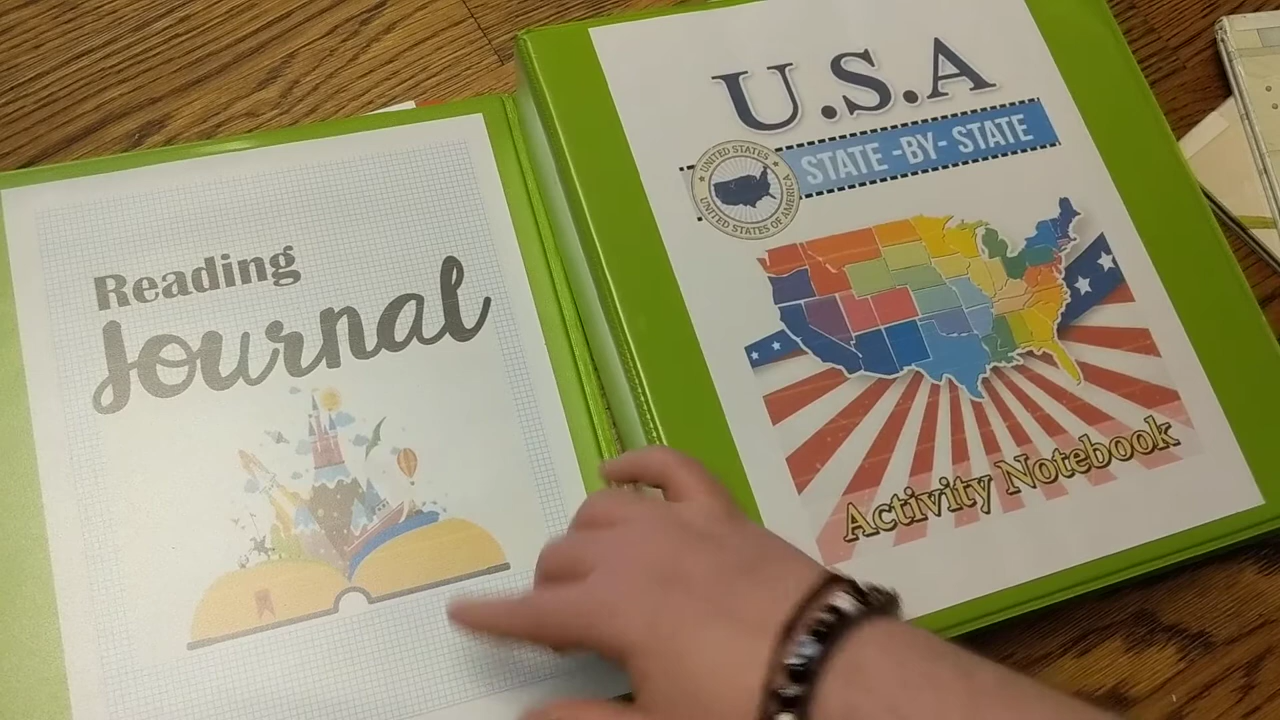 Reading
Journal
U.S.A
STATE -BY- STATE
UNITED STATES
UNITED STATES OF AMERICA
Activity Notebook